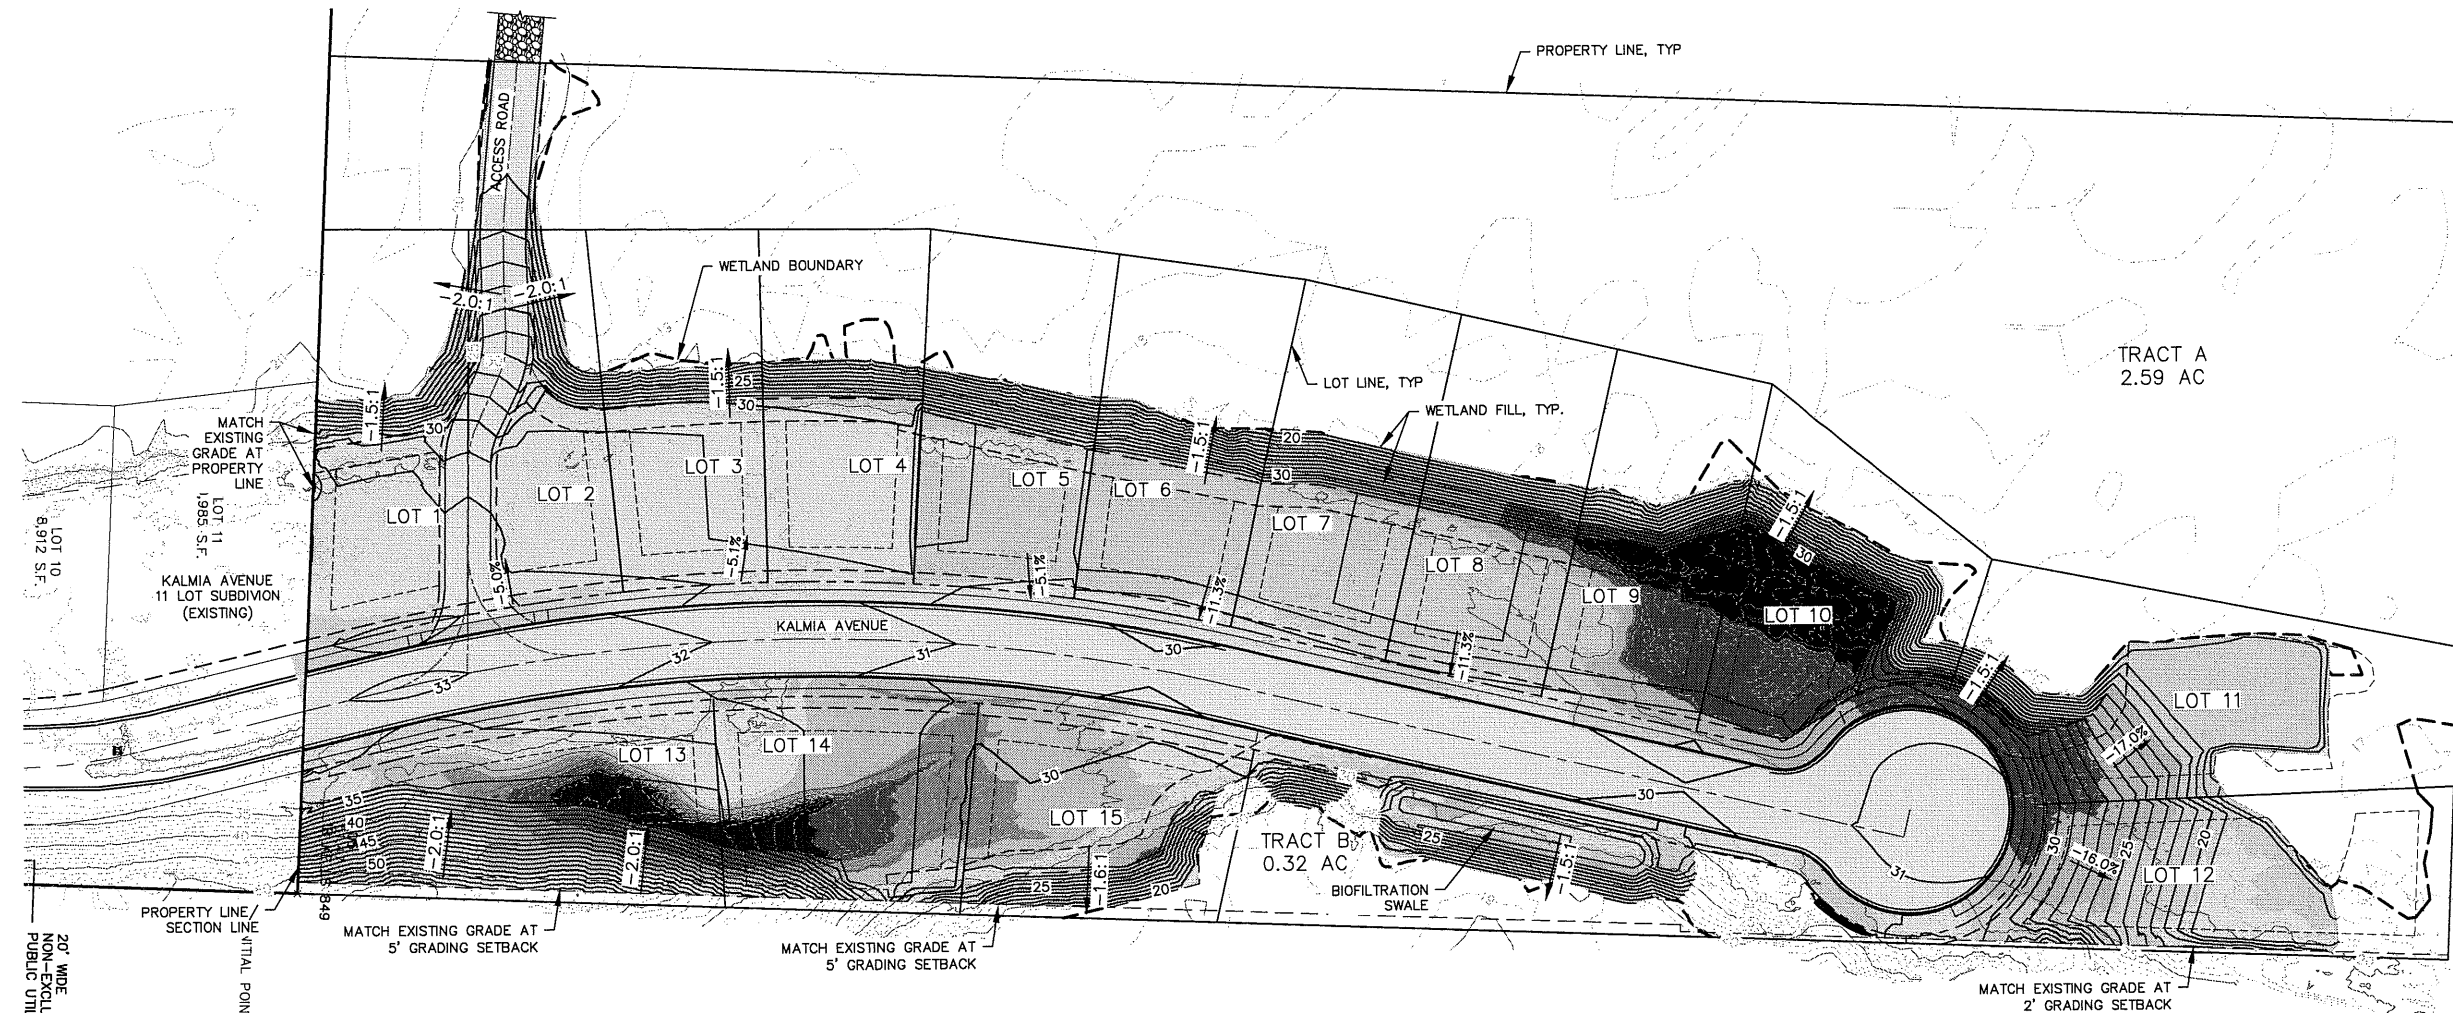 PROPERTY LINE, TYP
ACCESS ROAD
WETLAND BOUNDARY
-2.0:1
-2.0:1
TRACT A
2.59 AC
LOT LINE, TYP
WETLAND FILL, TYP.
-1.5:1
-1.5:1
25
30
30
MATCH
EXISTING
GRADE AT
PROPERTY
LINE
-1.5:1
20
30
LOT 1
LOT 2
LOT 3
LOT 4
LOT 5
LOT 6
LOT 7
LOT 8
LOT 9
LOT 10
-1.5:1
30
LOT 11
1,985 S.F.
LOT 10
8,912 S.F.
KALMIA AVENUE
11 LOT SUBDIVION
(EXISTING)
-5.0%
-5.1%
-5.1%
-11.3%
-11.3%
KALMIA AVENUE
33
32
31
30
30
31
-1.5:1
LOT 11
-17.0%
LOT 13
LOT 14
LOT 15
30
35
40
45
50
-2.0:1
-2.0:1
-1.6:1
25
20
TRACT B
0.32 AC
25
-1.5:1
BIOFILTRATION
SWALE
30
-16.0%
25
20
LOT 12
PROPERTY LINE/
SECTION LINE
849
MATCH EXISTING GRADE AT
5' GRADING SETBACK
MATCH EXISTING GRADE AT
5' GRADING SETBACK
MATCH EXISTING GRADE AT
2' GRADING SETBACK
20' WIDE
NON-EXCLU
PUBLIC UTII
ITIAL POIN